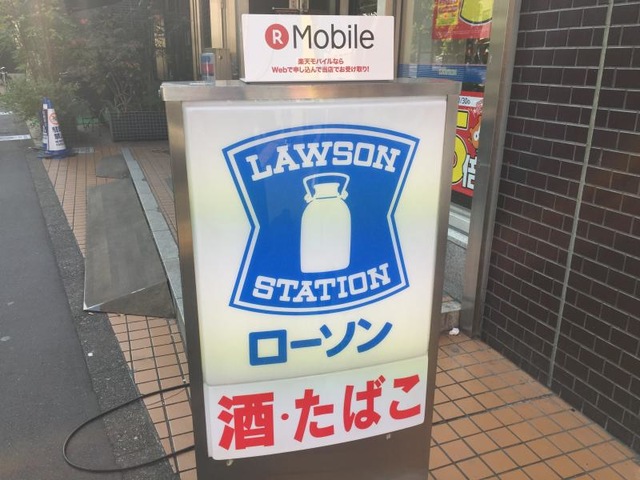 R Mobile
楽天モバイルなら
Webで申し込んで当店でお受け取り!
LAWSON
STATION
ローソン
酒・たばこ